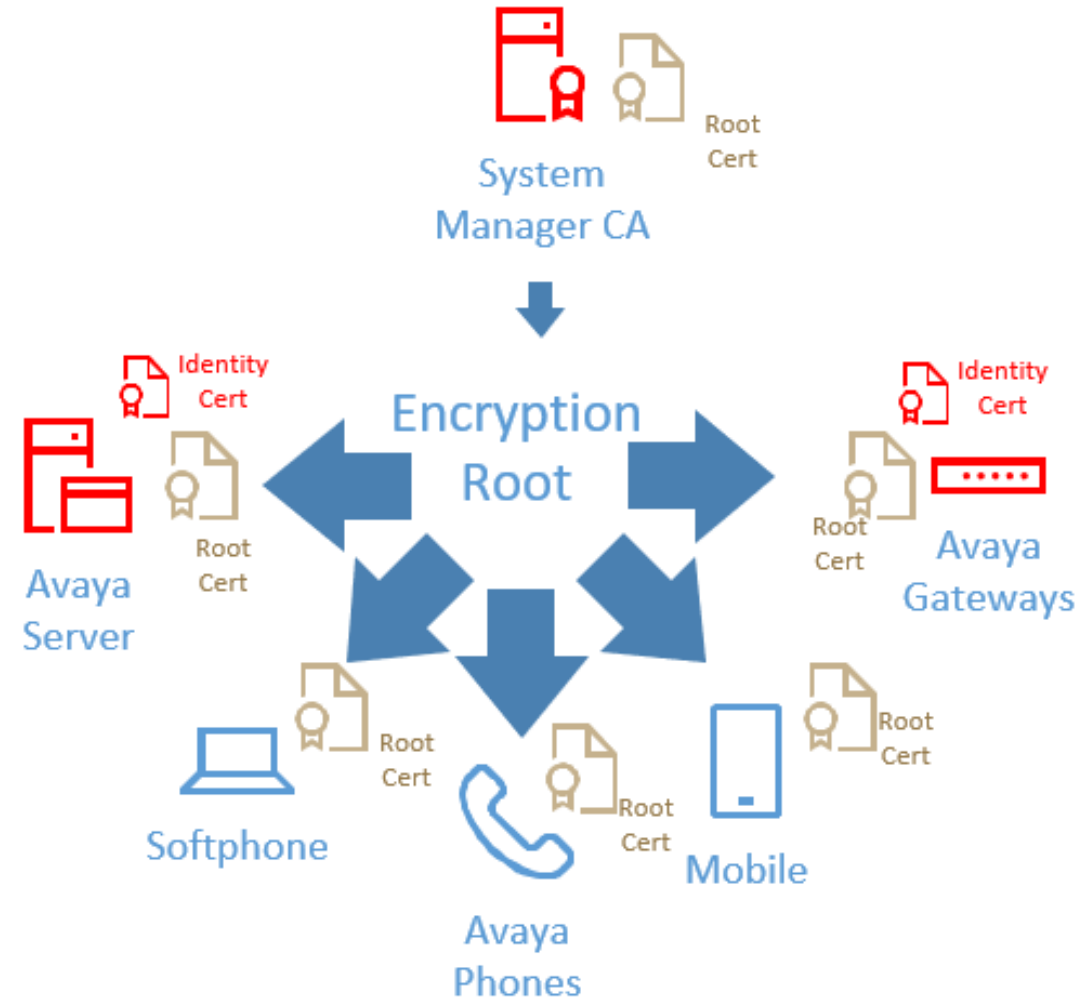 Root
Cert
System
Manager CA
Identity
Cert
Identity
Cert
Encryption
Root
Root
Cert
Root
Cert
Avaya
Server
Avaya
Gateways
Root
Cert
Root
Cert
Softphone
Root
Cert
Mobile
Avaya
Phones